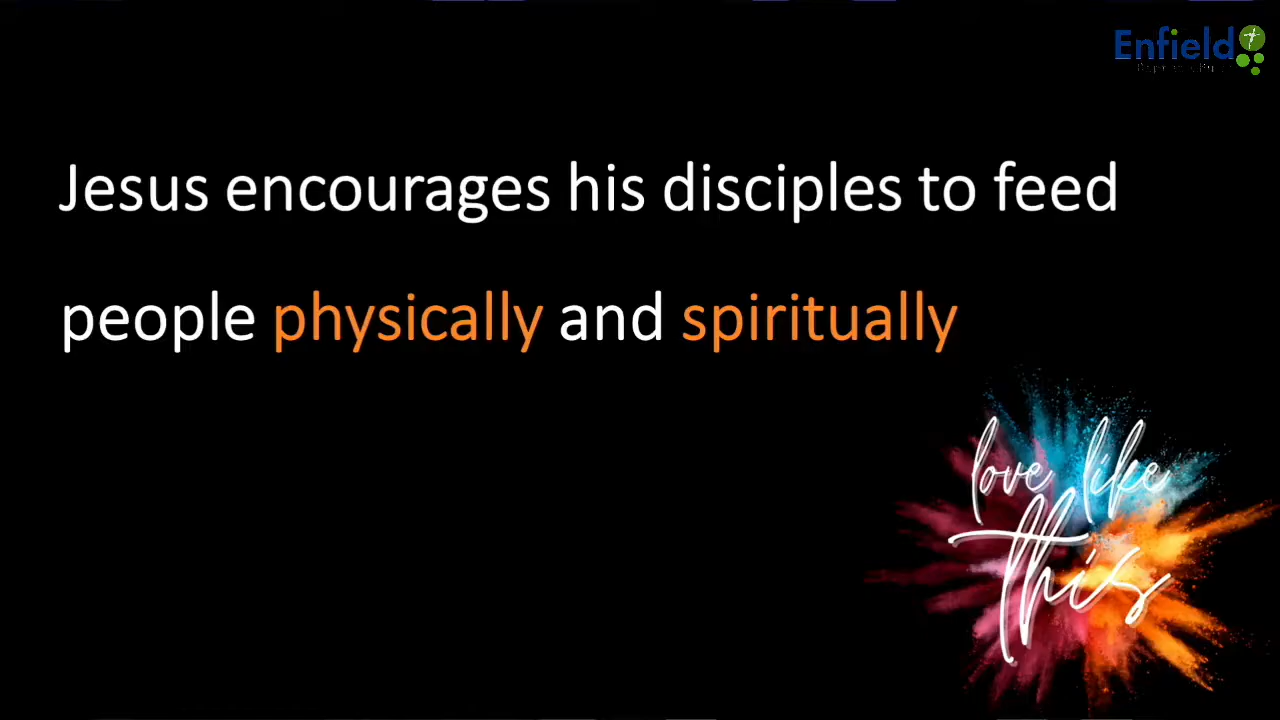 Enfield
Jesus encourages his disciples to feed
people physically and spiritually
love like
this